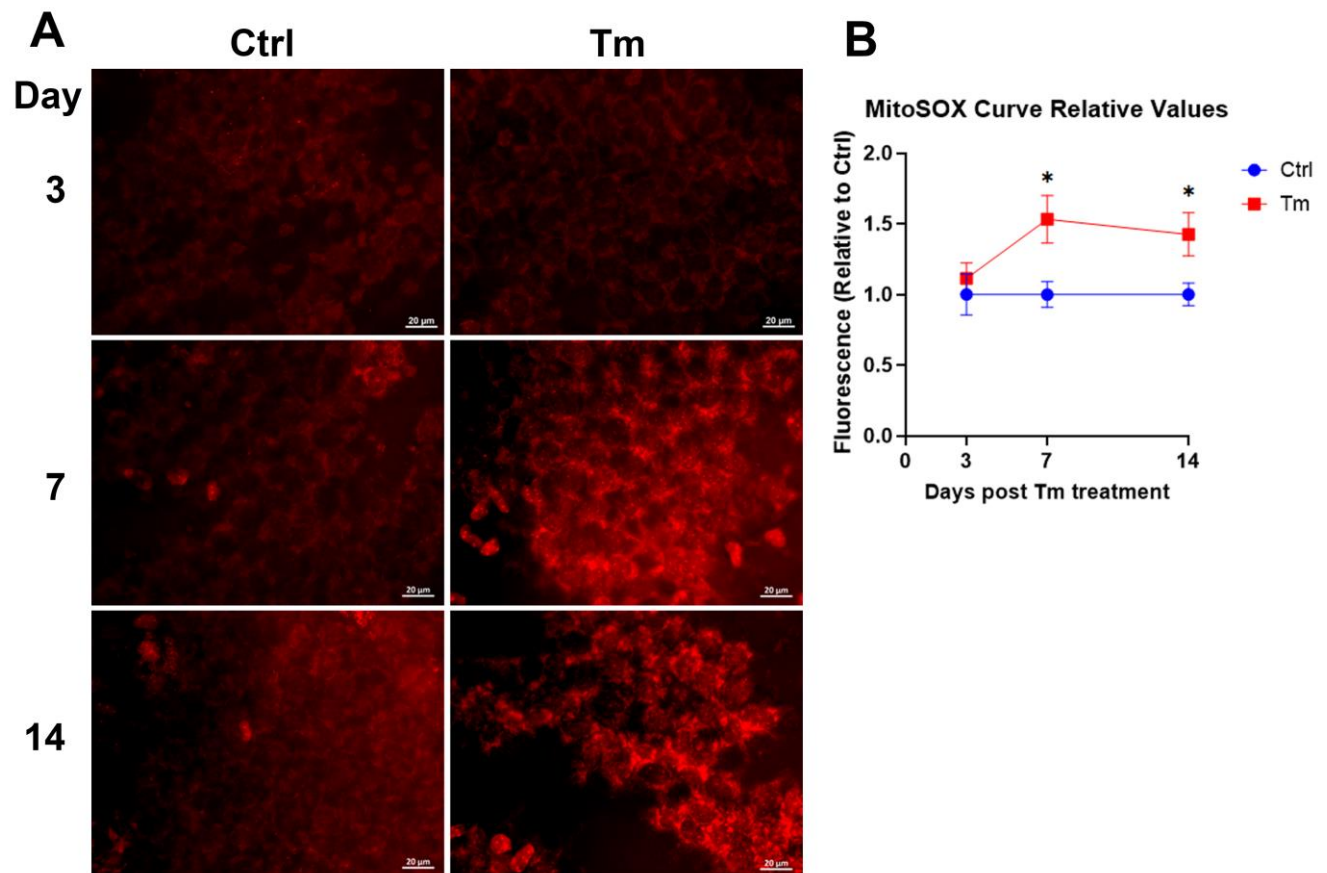 A
Ctrl
Tm
Day
3
20 µm
20 µm
7
20 µm
20 µm
14
20 µm
20 µm
B
MitoSOX Curve Relative Values
Fluorescence (Relative to Ctrl)
2.0
1.5
1.0
0.5
0.0
*
*
0 3 7 14
Days post Tm treatment
Ctrl
Tm